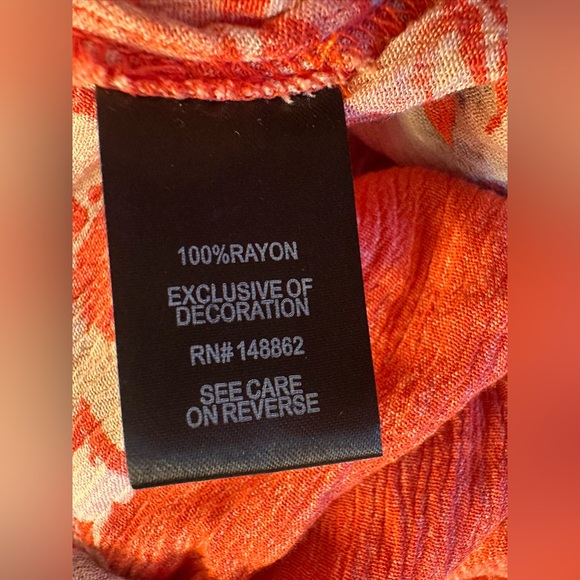 100%RAYON
EXCLUSIVE OF
DECORATION
RN# 148862
SEE CARE
ON REVERSE